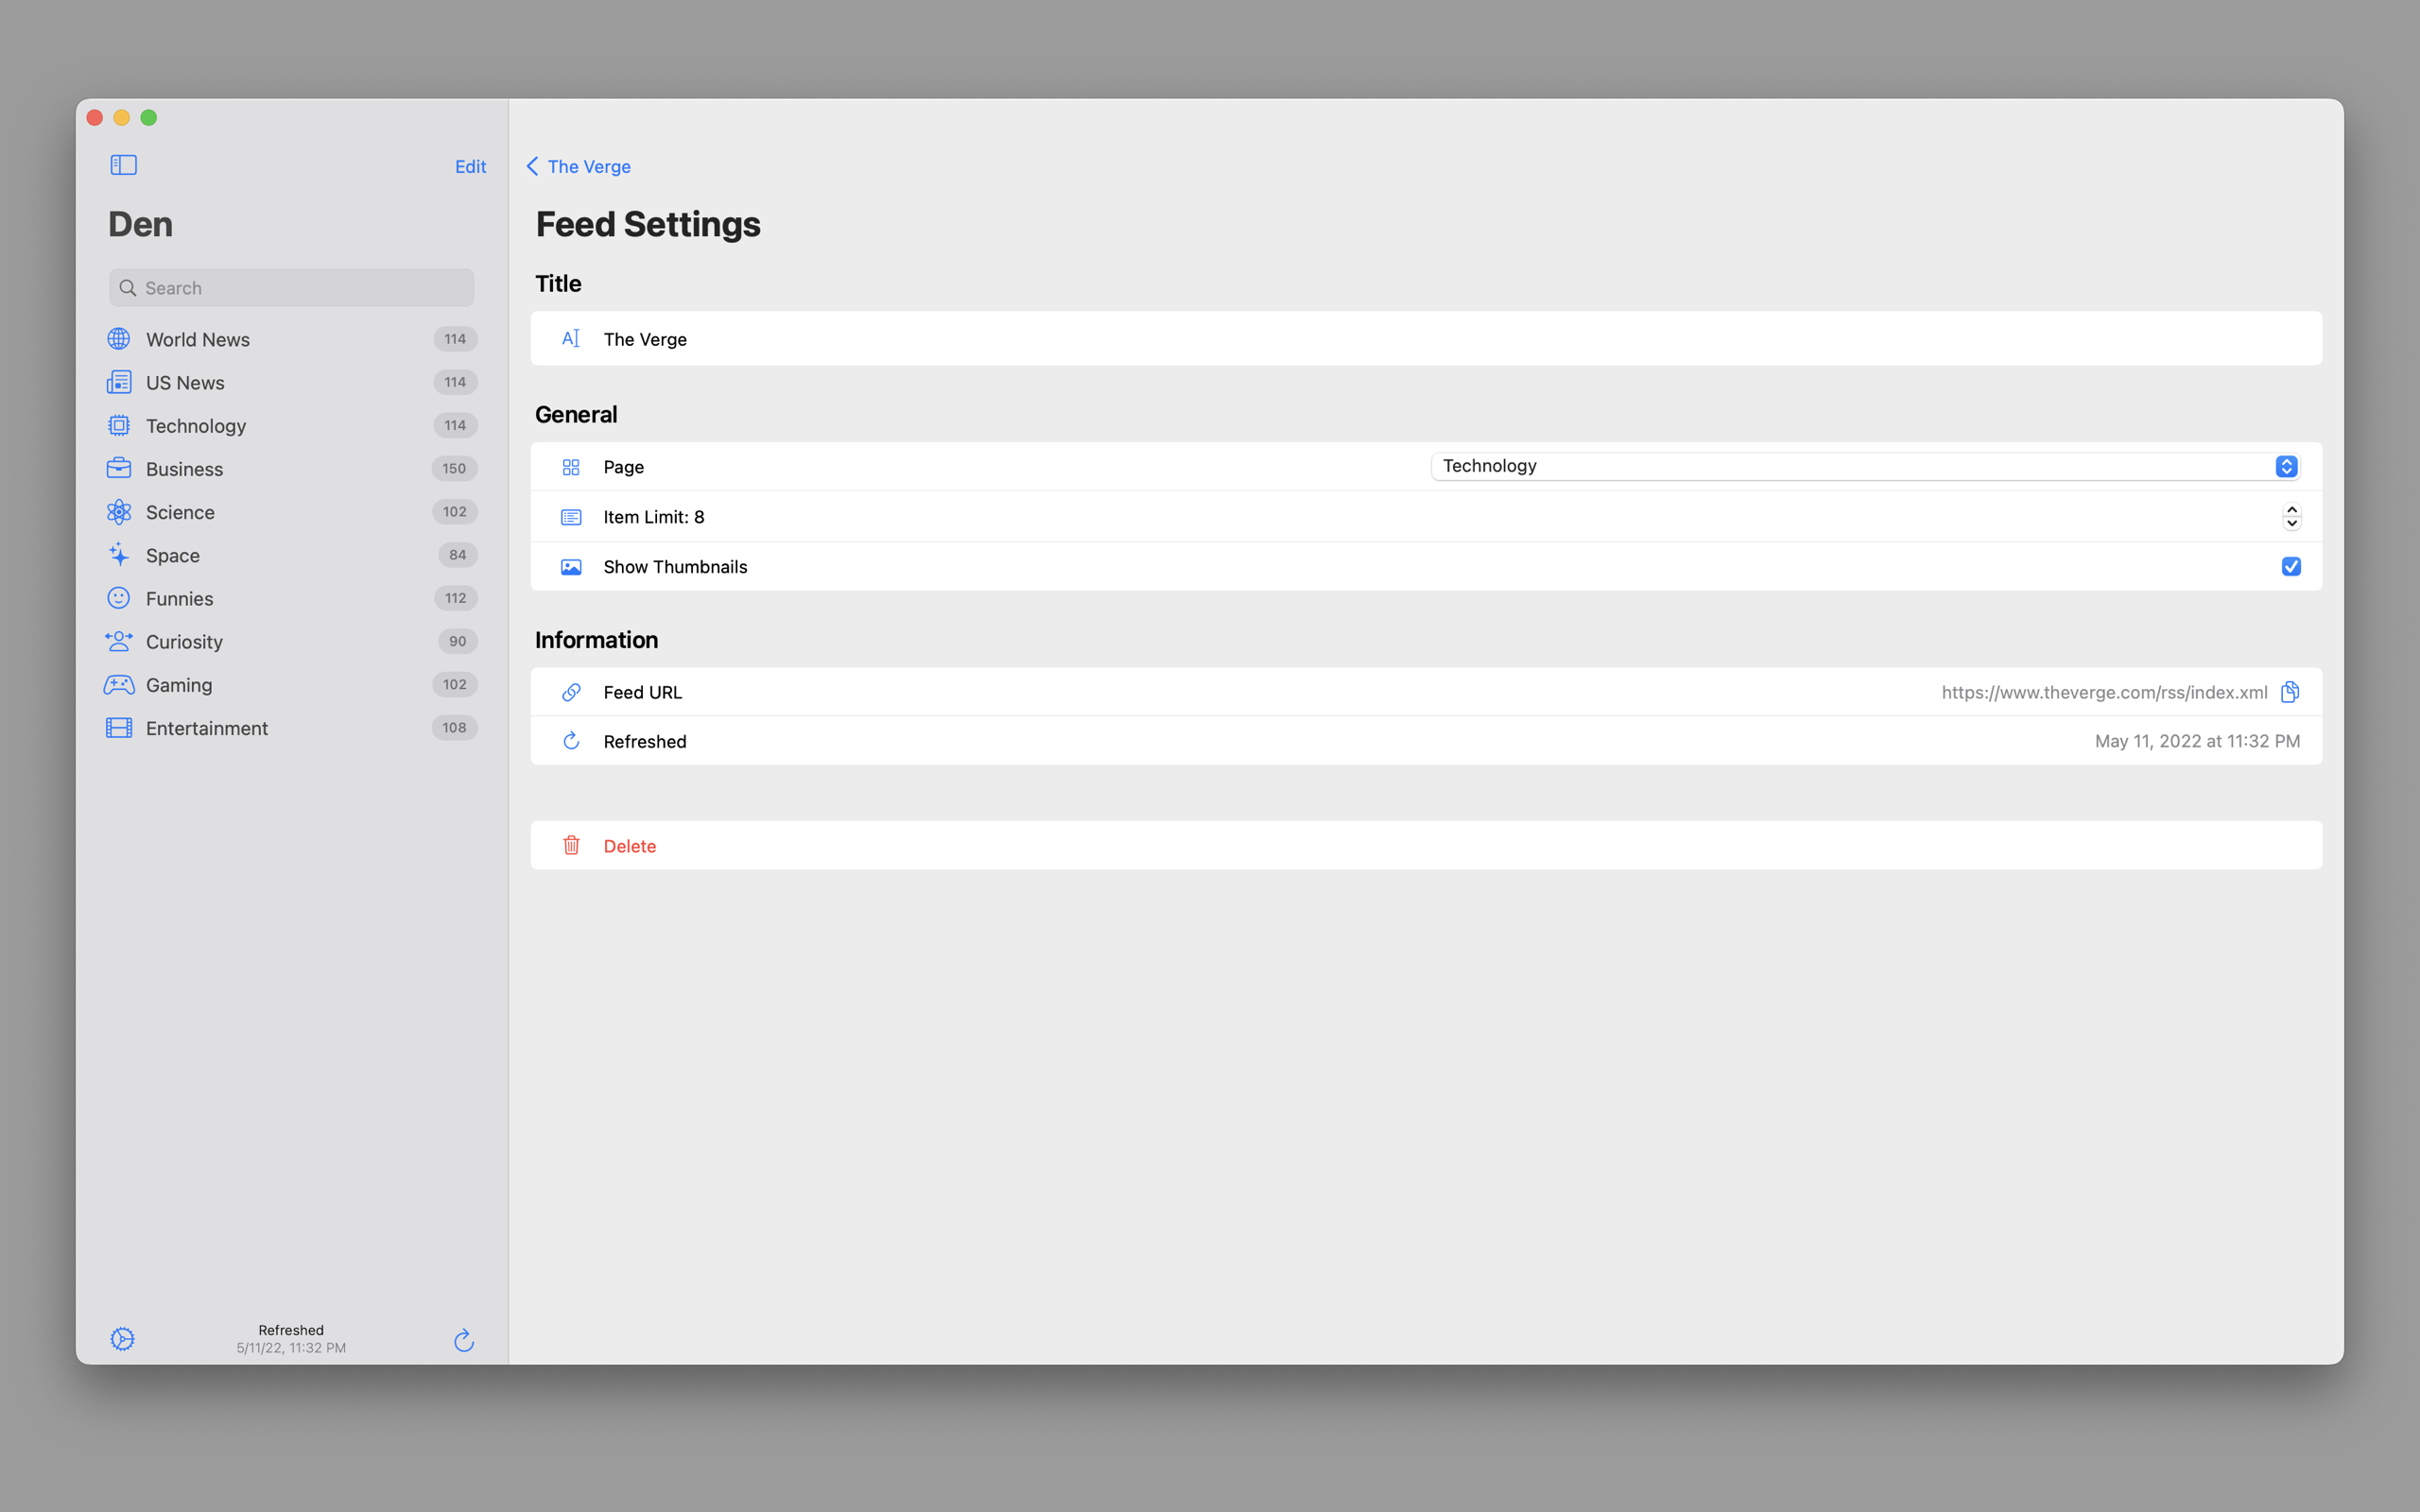 Edit
Den
Search
World News 114
US News 114
Technology 114
Business 150
Science 102
Space 84
Funnies 112
Curiosity 90
Gaming 102
Entertainment 108
Refreshed
5/11/22, 11:32 PM
The Verge
Feed Settings
Title
The Verge
General
Page Technology
Item Limit: 8
Show Thumbnails
Information
Feed URL https://www.theverge.com/rss/index.xml
Refreshed May 11, 2022 at 11:32 PM
Delete